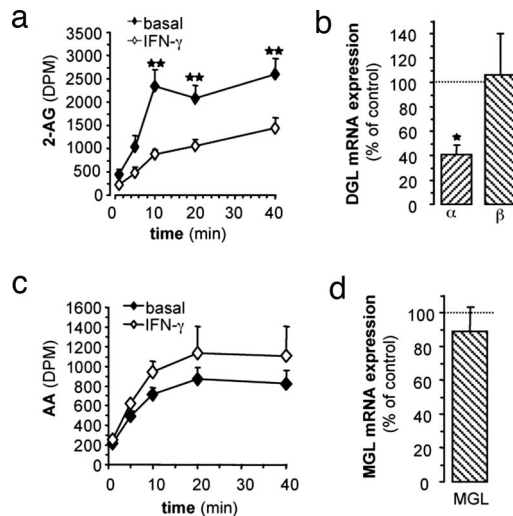 a
basal
IFN-γ
2-AG (DPM)
3500
3000
2500
2000
1500
1000
500
0
★★ ★★ ★★
0 10 20 30 40
time (min)
b
DGL mRNA expression
(% of control)
140
120
100
80
60
40
20
0
★
α β
c
basal
IFN-γ
AA (DPM)
1600
1400
1200
1000
800
600
400
200
0
0 10 20 30 40
time (min)
d
MGL mRNA expression
(% of control)
100
80
60
40
20
0
MGL